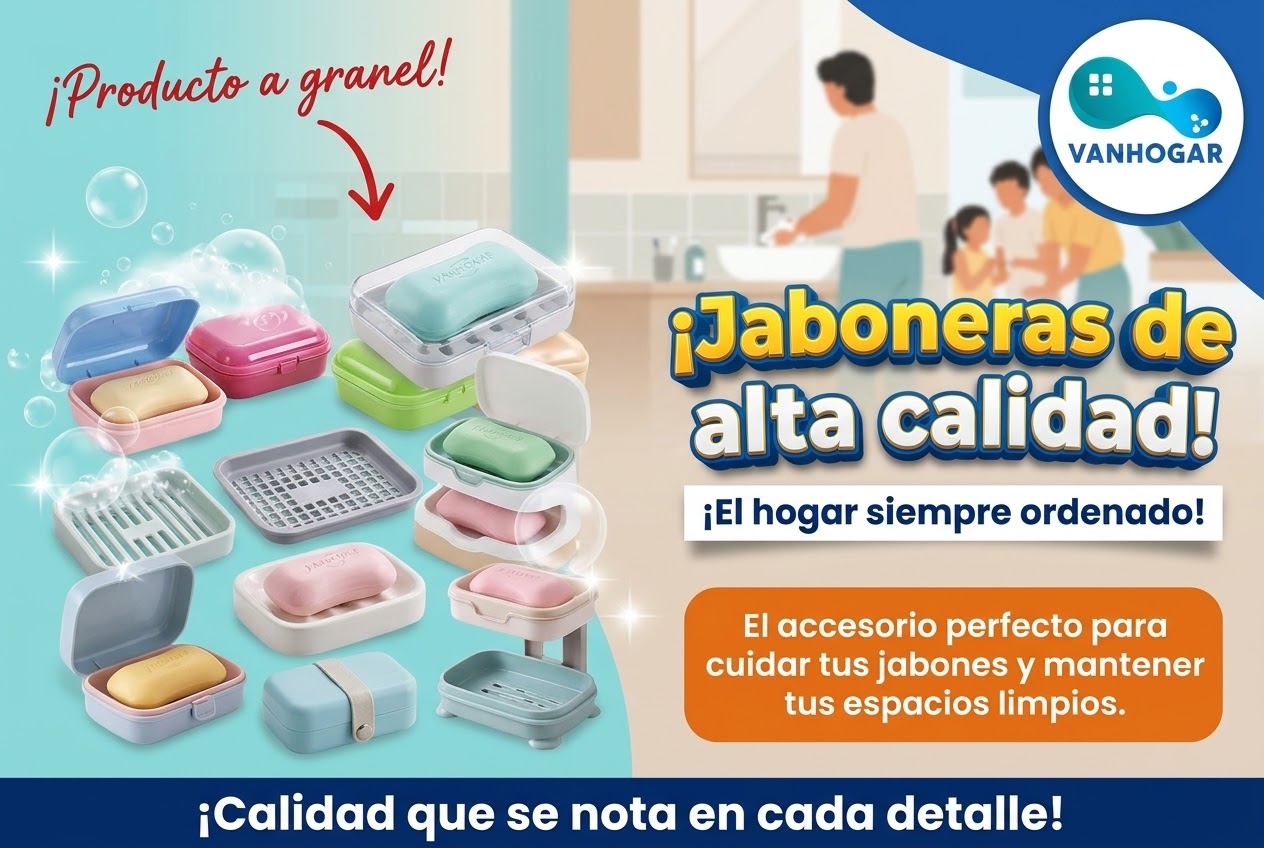 ¡Producto a granel!
VANHOGAR
¡Jaboneras de
alta calidad!
¡El hogar siempre ordenado!
El accesorio perfecto para
cuidar tus jabones y mantener
tus espacios limpios.
¡Calidad que se nota en cada detalle!